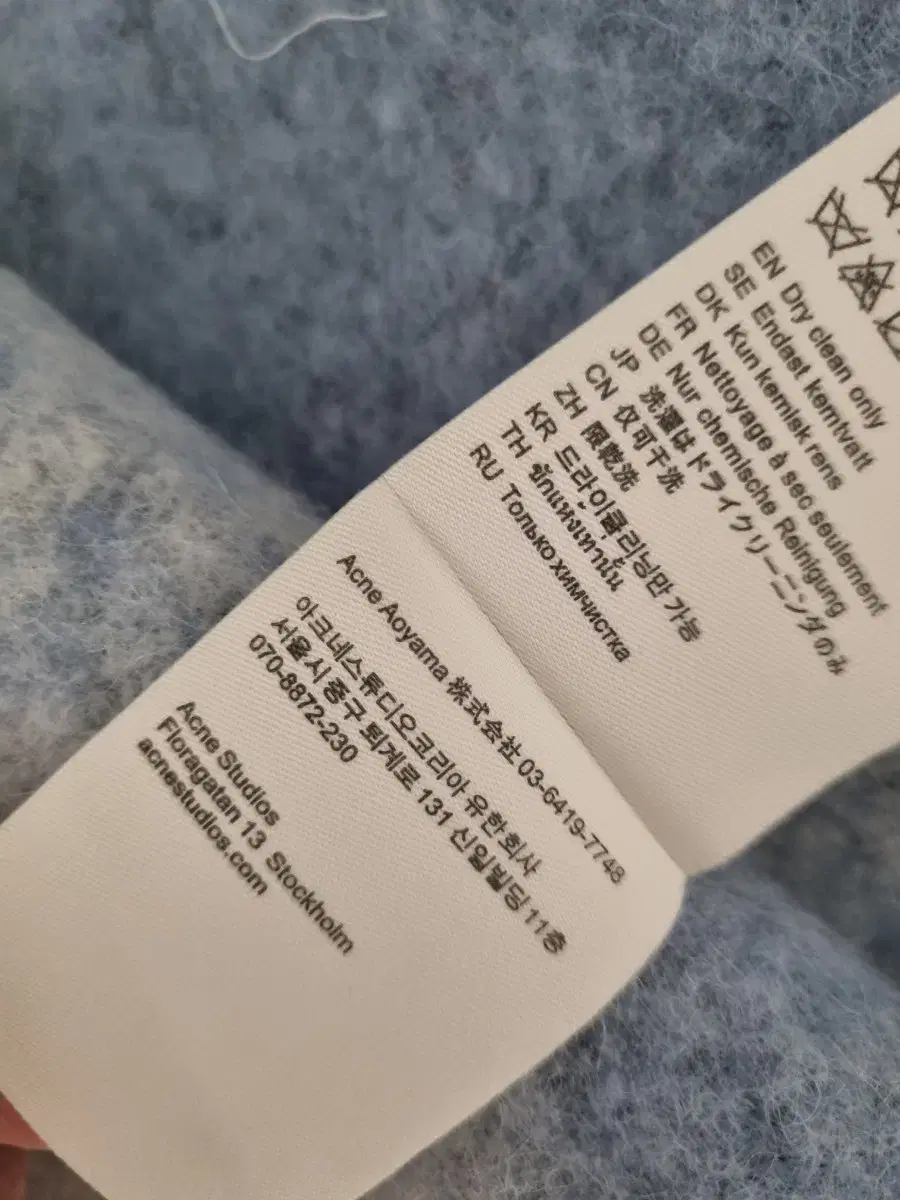 EN Dry clean only
SE Endast kemtvätt
DK Kun kemisk rens
FR Nettoyage à sec seulement
DE Nur chemische Reinigung
JP 洗濯はドライクリーニングのみ
CN 仅可干洗
ZH 限乾洗
KR 드라이클리닝만 가능
TH ซักแห้งเท่านั้น
RU Только химчистка
Acne Aoyama 株式会社 03-6419-7748
아크네스튜디오코리아 유한회사
서울시 중구 퇴계로 131 신일빌딩 11층
070-8872-230
Acne Studios
Floragatan 13 Stockholm
acnestudios.com